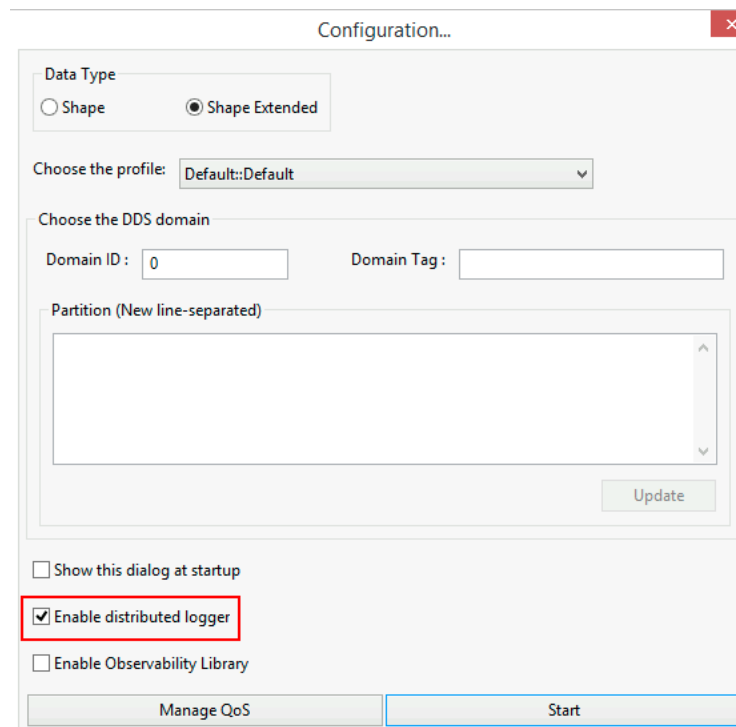 Configuration...
Data Type
Shape Shape Extended
Choose the profile: Default::Default
Choose the DDS domain
Domain ID : 0 Domain Tag :
Partition (New line-separated)
Update
Show this dialog at startup
Enable distributed logger
Enable Observability Library
Manage QoS Start